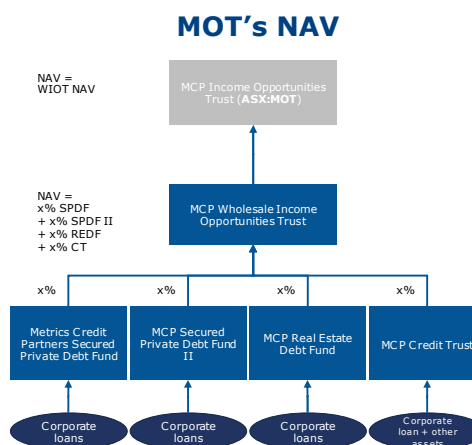 MOT's NAV
NAV =
WIOT NAV
MCP Income Opportunities
Trust (ASX:MOT)
NAV =
x% SPDF
+ x% SPDF II
+ x% REDF
+ x% CT
MCP Wholesale Income
Opportunities Trust
x% x% x% x%
Metrics Credit
Partners Secured
Private Debt Fund
MCP Secured
Private Debt Fund
II
MCP Real Estate
Debt Fund
MCP Credit Trust
Corporate
loans
Corporate
loans
Corporate
loans
Corporate
loan + other
assets